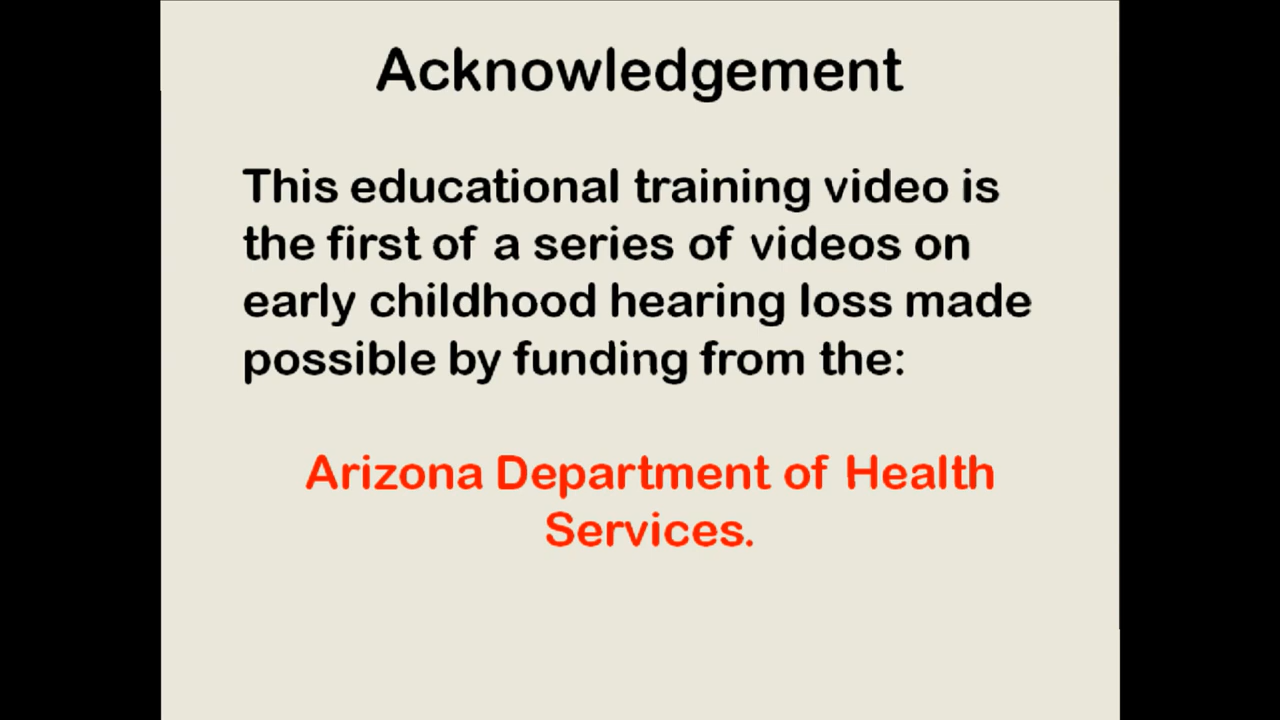 Acknowledgement
This educational training video is
the first of a series of videos on
early childhood hearing loss made
possible by funding from the:
Arizona Department of Health
Services.